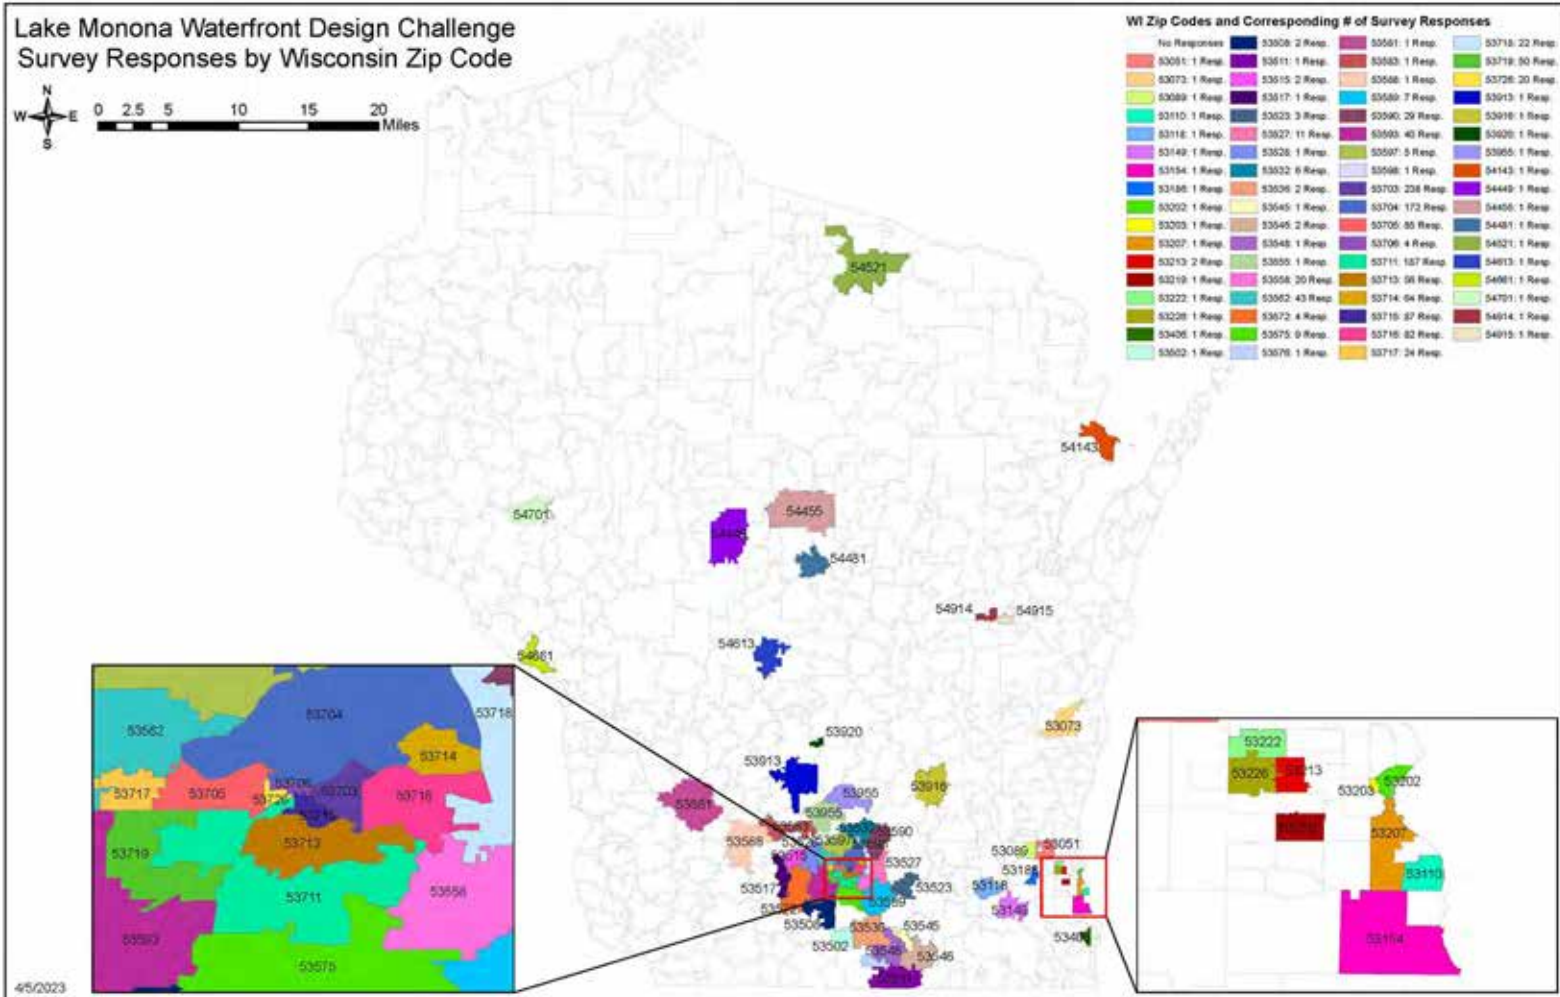 Lake Monona Waterfront Design Challenge
Survey Responses by Wisconsin Zip Code
N
W E
S
0 2.5 5 10 15 20
Miles
WI Zip Codes and Corresponding # of Survey Responses
No Responses
53051: 1 Resp.
53073: 1 Resp.
53089: 1 Resp.
53110: 1 Resp.
53118: 1 Resp.
53149: 1 Resp.
53154: 1 Resp.
53186: 1 Resp.
53202: 1 Resp.
53203: 1 Resp.
53207: 1 Resp.
53213: 2 Resp.
53219: 1 Resp.
53222: 1 Resp.
53226: 1 Resp.
53406: 1 Resp.
53502: 1 Resp.
53508: 2 Resp.
53511: 1 Resp.
53515: 2 Resp.
53517: 1 Resp.
53523: 3 Resp.
53527: 11 Resp.
53528: 1 Resp.
53532: 6 Resp.
53536: 2 Resp.
53545: 1 Resp.
53546: 2 Resp.
53548: 1 Resp.
53555: 1 Resp.
53558: 20 Resp.
53562: 43 Resp.
53572: 4 Resp.
53575: 9 Resp.
53576: 1 Resp.
53581: 1 Resp.
53583: 1 Resp.
53588: 1 Resp.
53589: 7 Resp.
53590: 29 Resp.
53593: 40 Resp.
53597: 5 Resp.
53598: 1 Resp.
53703: 238 Resp.
53704: 172 Resp.
53705: 85 Resp.
53706: 4 Resp.
53711: 187 Resp.
53713: 56 Resp.
53714: 64 Resp.
53715: 87 Resp.
53716: 82 Resp.
53717: 24 Resp.
53718: 22 Resp.
53719: 50 Resp.
53726: 20 Resp.
53913: 1 Resp.
53916: 1 Resp.
53920: 1 Resp.
53955: 1 Resp.
54143: 1 Resp.
54449: 1 Resp.
54455: 1 Resp.
54481: 1 Resp.
54521: 1 Resp.
54613: 1 Resp.
54661: 1 Resp.
54701: 1 Resp.
54914: 1 Resp.
54915: 1 Resp.
54521
54143
54701
54455
54449
54481
54914
54915
54613
54661
53073
53920
53913
53916
53581
53955
53955
53532
53590
53597
53588
53515
53527
53517
53523
53589
53508
53536
53545
53502
53548
53546
53089
53051
53118
53186
53149
53406
53704
53718
53562
53714
53717
53705
53706
53726
53703
53716
53715
53713
53719
53711
53558
53593
53575
53222
53226
53213
53202
53203
53219
53207
53110
53154
4/5/2023